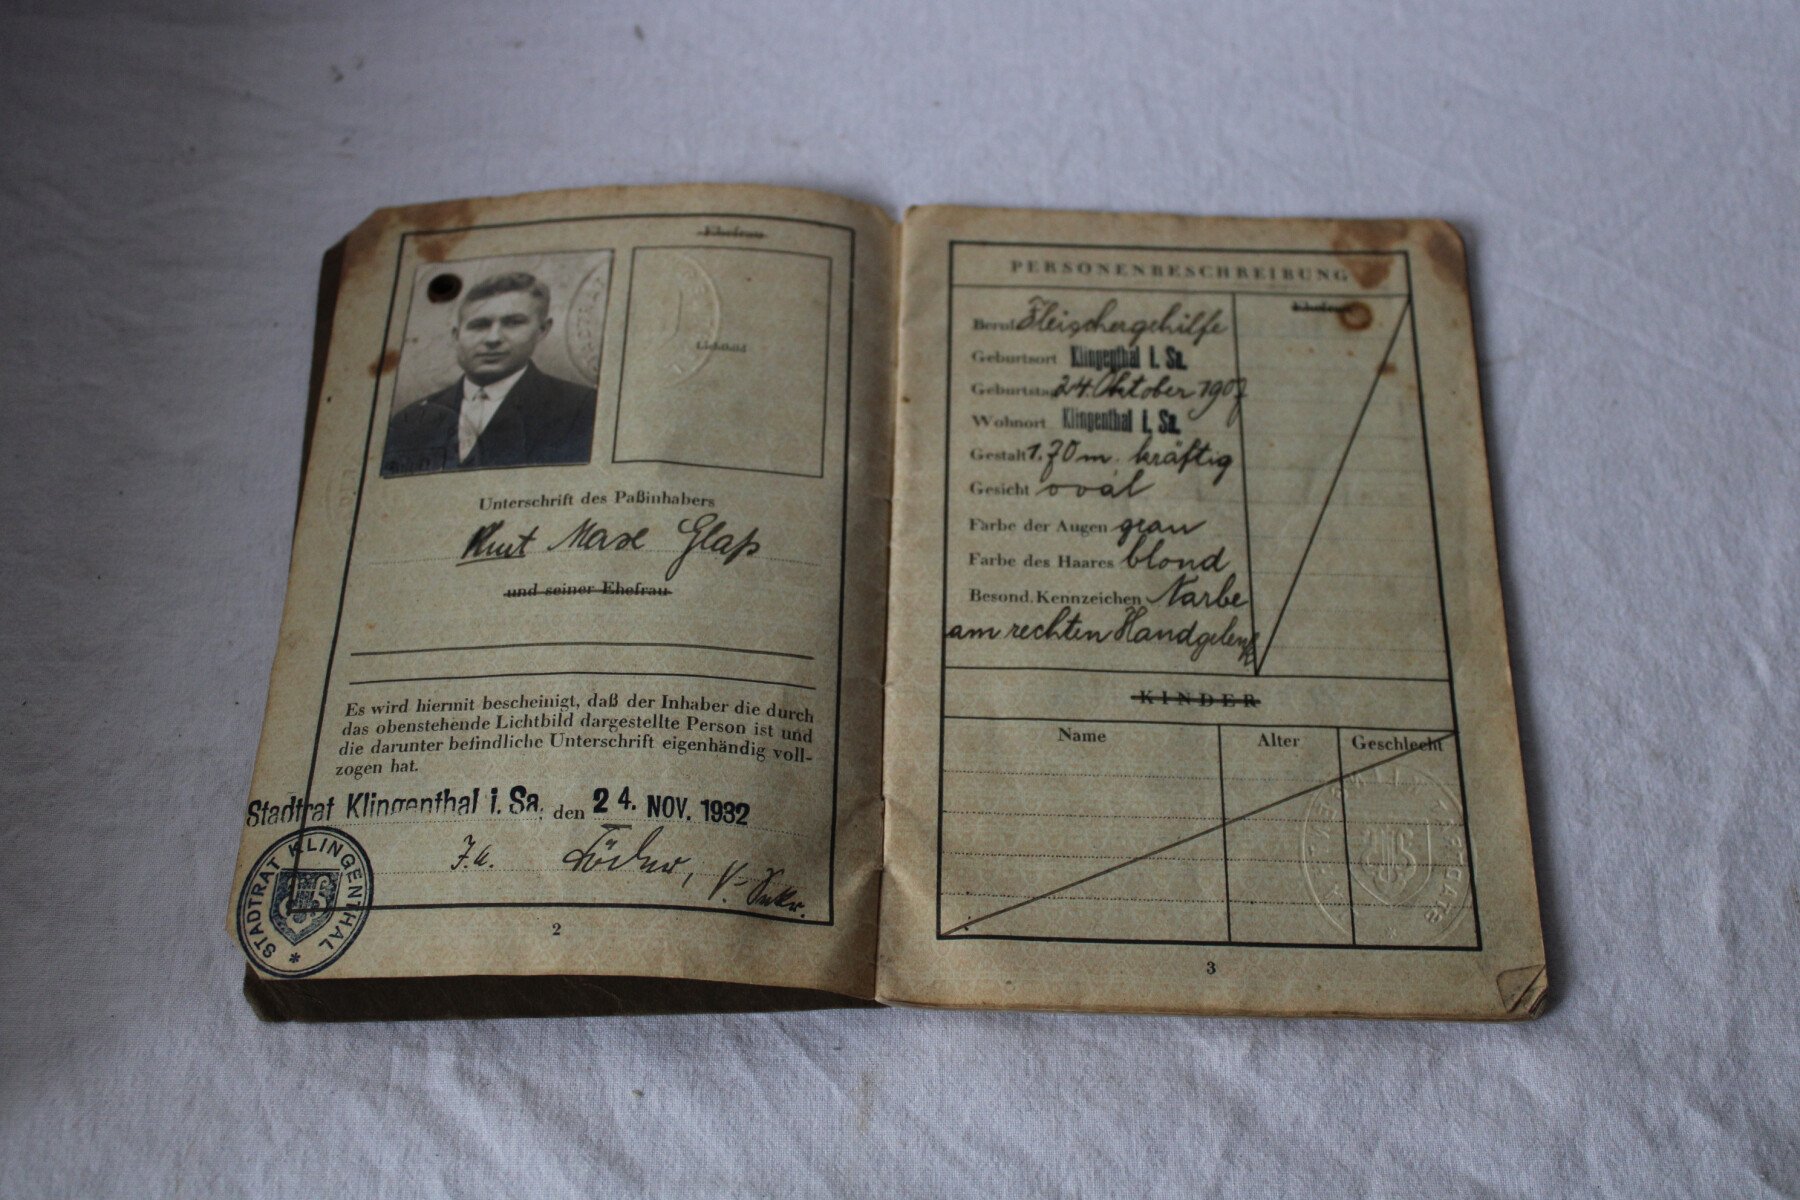 Ehefrau
Unterschrift des Paßinhabers
Kurt Max Glaß
und seiner Ehefrau
Es wird hiermit bescheinigt, daß der Inhaber die durch
das obenstehende Lichtbild dargestellte Person ist und
die darunter befindliche Unterschrift eigenhändig voll-
zogen hat.
Stadtrat Klingenthal i. Sa. den 24. NOV. 1932
STADTRAT KLINGENTHAL *
2
PERSONENBESCHREIBUNG
Ehefrau
Beruf Fleischergehilfe
Geburtsort Klingenthal i. Sa.
Geburtstag 24. Oktober 1907
Wohnort Klingenthal i. Sa.
Gestalt 1,70 m. kräftig
Gesicht oval
Farbe der Augen grau
Farbe des Haares blond
Besond. Kennzeichen Narbe
am rechten Handgelenk
KINDER
Name Alter Geschlecht
3